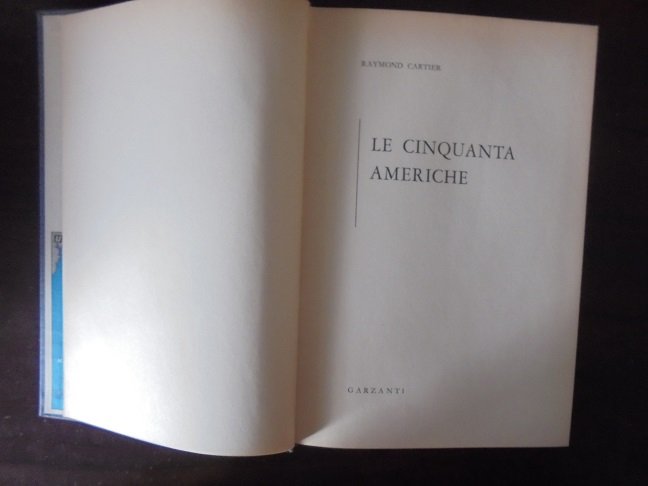 RAYMOND CARTIER
LE CINQUANTA
AMERICHE
GARZANTI